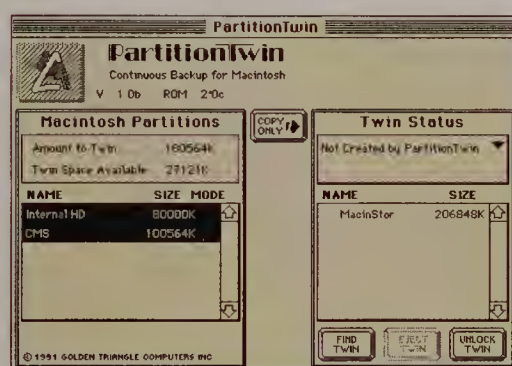 PartitionTwin
PartitionTwin
Continuous Backup for Macintosh
V 1 0b ROM 2*0c
Macintosh Partitions
Amount to Twin 180564K
Twin Space Available 27121K
NAME SIZE MODE
Internal HD 80000K
CMS 100564K
© 1991 GOLDEN TRIANGLE COMPUTERS INC
COPY
ONLY
Twin Status
Not Created by PartitionTwin
NAME SIZE
MacinStor 206848K
FIND
TWIN
EJECT
TWIN
UNLOCK
TWIN